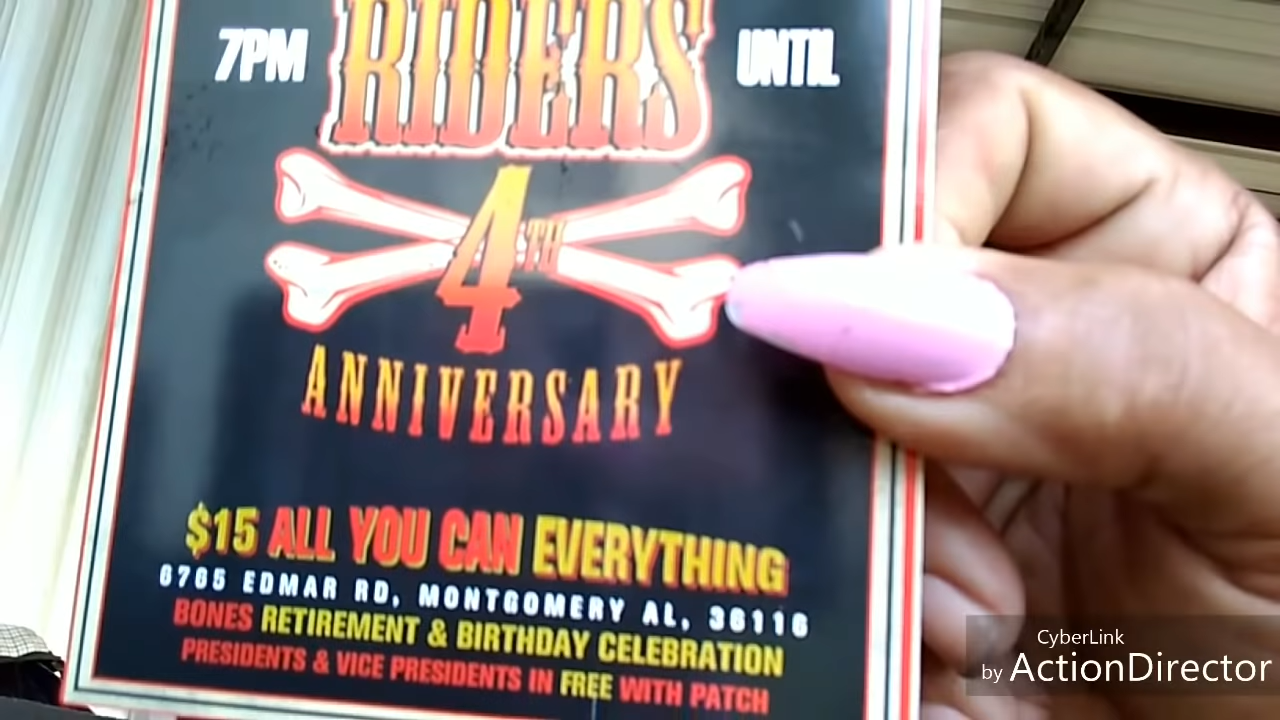 7PM RIDERS UNTIL
4TH
ANNIVERSARY
$15 ALL YOU CAN EVERYTHING
6765 EDMAR RD, MONTGOMERY AL, 36116
BONES RETIREMENT & BIRTHDAY CELEBRATION
PRESIDENTS & VICE PRESIDENTS IN FREE WITH PATCH
CyberLink
by ActionDirector